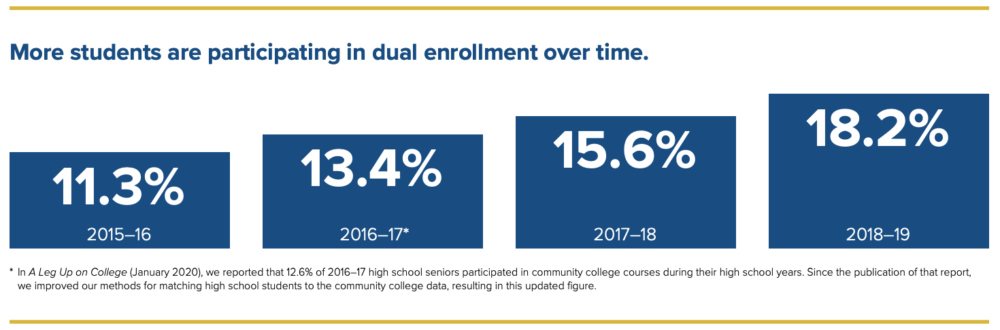 More students are participating in dual enrollment over time.
11.3%
2015–16
13.4%
2016–17*
15.6%
2017–18
18.2%
2018–19
* In A Leg Up on College (January 2020), we reported that 12.6% of 2016–17 high school seniors participated in community college courses during their high school years. Since the publication of that report,
we improved our methods for matching high school students to the community college data, resulting in this updated figure.